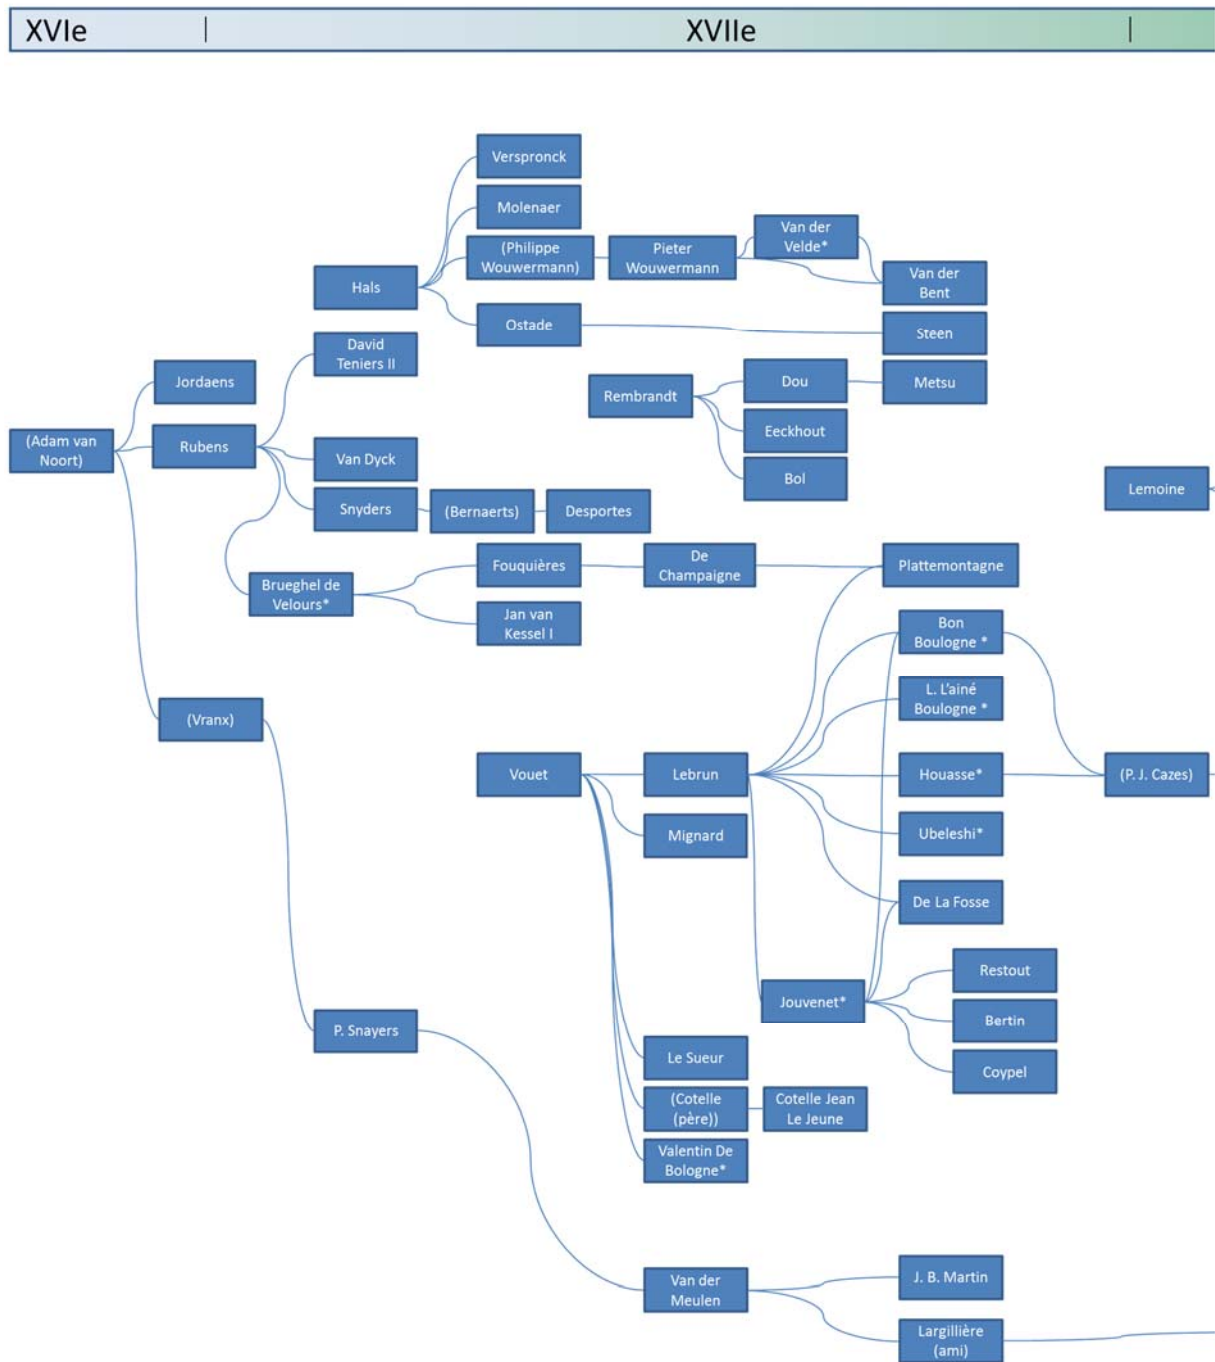 XVIe | XVIIe |
Verspronck
Molenaer
(Philippe
Wouwermann)
Pieter
Wouwermann
Van der
Velde*
Van der
Bent
Hals
Ostade
Steen
David
Teniers II
Jordaens
Rembrandt
Dou
Metsu
(Adam van
Noort)
Rubens
Eeckhout
Van Dyck
Bol
Lemoine
Snyders
(Bernaerts)
Desportes
Brueghel de
Velours*
Fouquières
De
Champaigne
Plattemontagne
Jan van
Kessel I
Bon
Boulogne *
L. L'ainé
Boulogne *
(Vranx)
Vouet
Lebrun
Houasse*
(P. J. Cazes)
Mignard
Ubeleshi*
De La Fosse
Restout
Jouvenet*
Bertin
P. Snayers
Le Sueur
Coypel
(Cotelle
(père))
Cotelle Jean
Le Jeune
Valentin De
Bologne*
Van der
Meulen
J. B. Martin
Largillière
(ami)